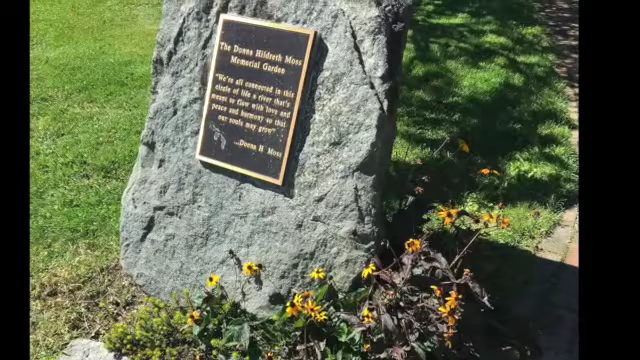 The Donna Hildreth Moss
Memorial Garden
"We're all connected in this
circle of life a river that's
meant to flow with love and
peace and harmony so that
our souls may grow"
...Donna H Moss